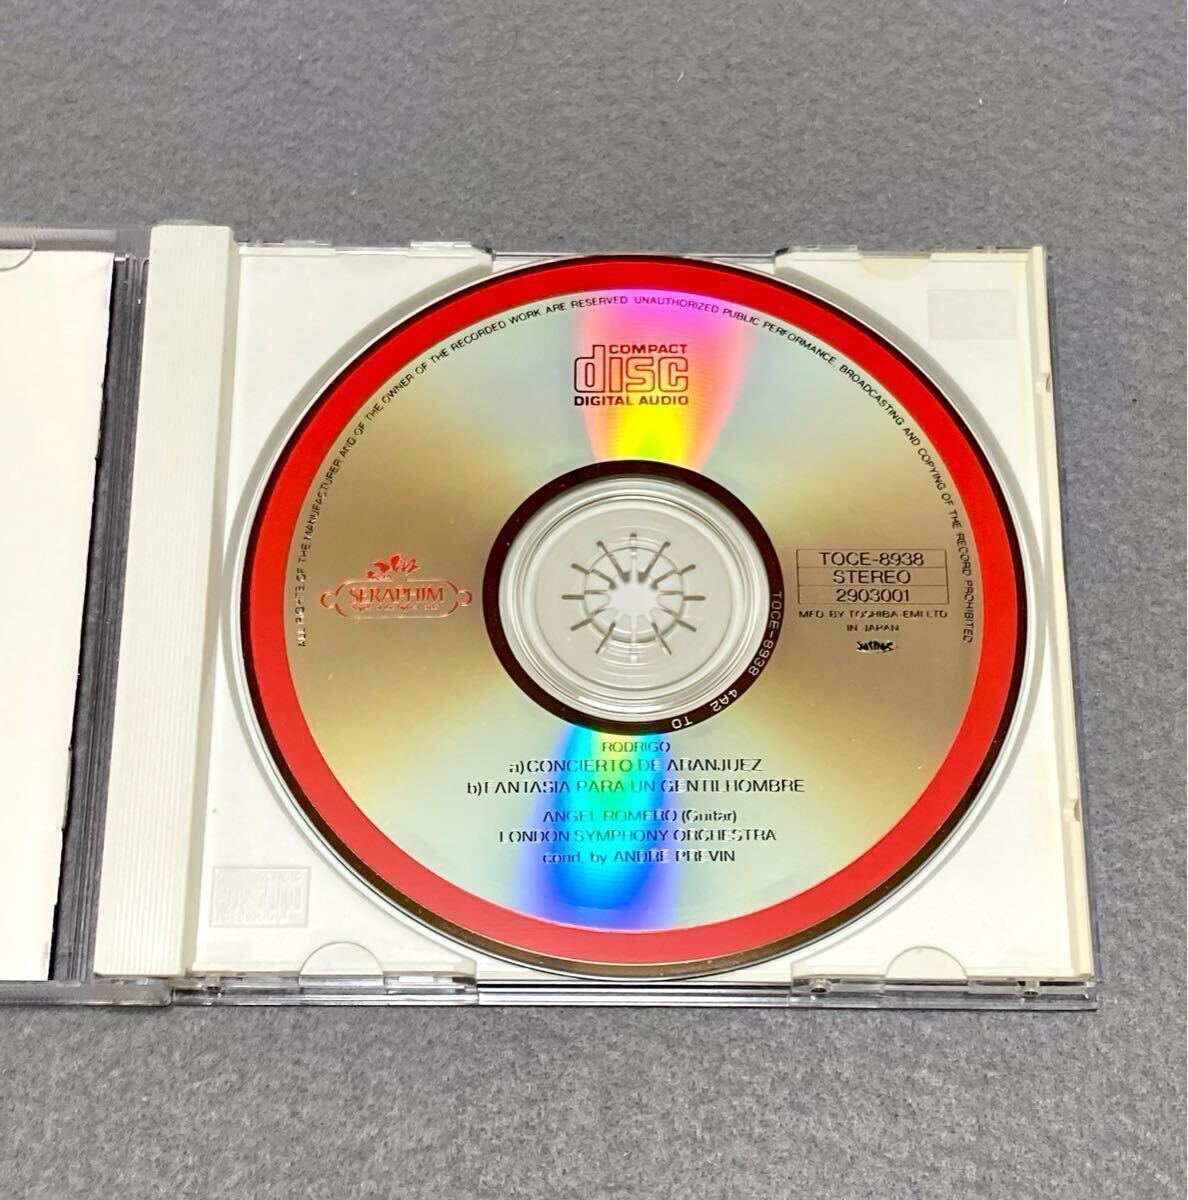 ALL RIGHTS OF THE MANUFACTURER AND OF THE OWNER OF THE RECORDED WORK ARE RESERVED UNAUTHORIZED PUBLIC PERFORMANCE, BROADCASTING AND COPYING OF THE RECORD PROHIBITED
COMPACT
disc
DIGITAL AUDIO
SERAPHIM
TOCE-8938
STEREO
2903001
MFD BY TOSHIBA-EMI LTD
IN JAPAN
TOCE-8938 4A2 TO
RODRIGO
a)CONCIERTO DE ARANJUEZ
b)FANTASIA PARA UN GENTILHOMBRE
ANGEL ROMERO (Guitar)
LONDON SYMPHONY ORCHESTRA
cond. by ANDRE PREVIN